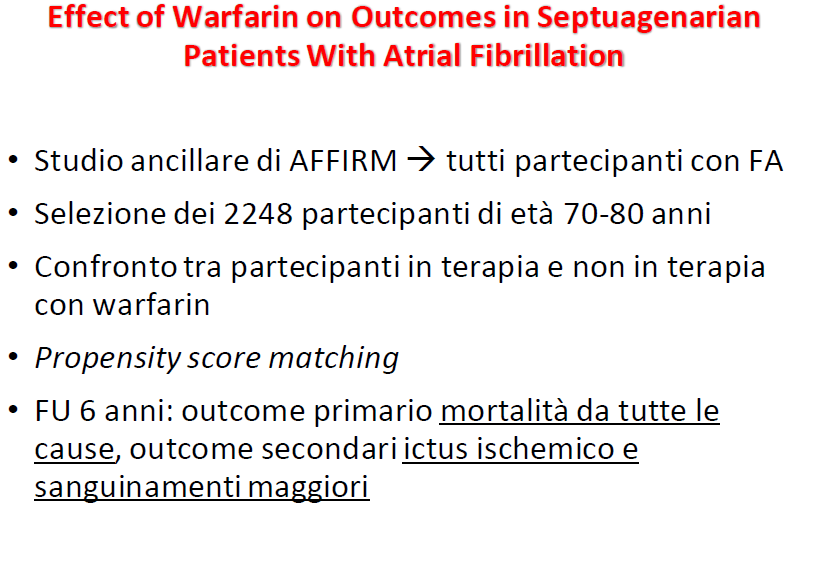 Effect of Warfarin on Outcomes in Septuagenarian
Patients With Atrial Fibrillation
• Studio ancillare di AFFIRM → tutti partecipanti con FA
• Selezione dei 2248 partecipanti di età 70-80 anni
• Confronto tra partecipanti in terapia e non in terapia
con warfarin
• Propensity score matching
• FU 6 anni: outcome primario mortalità da tutte le
cause, outcome secondari ictus ischemico e
sanguinamenti maggiori